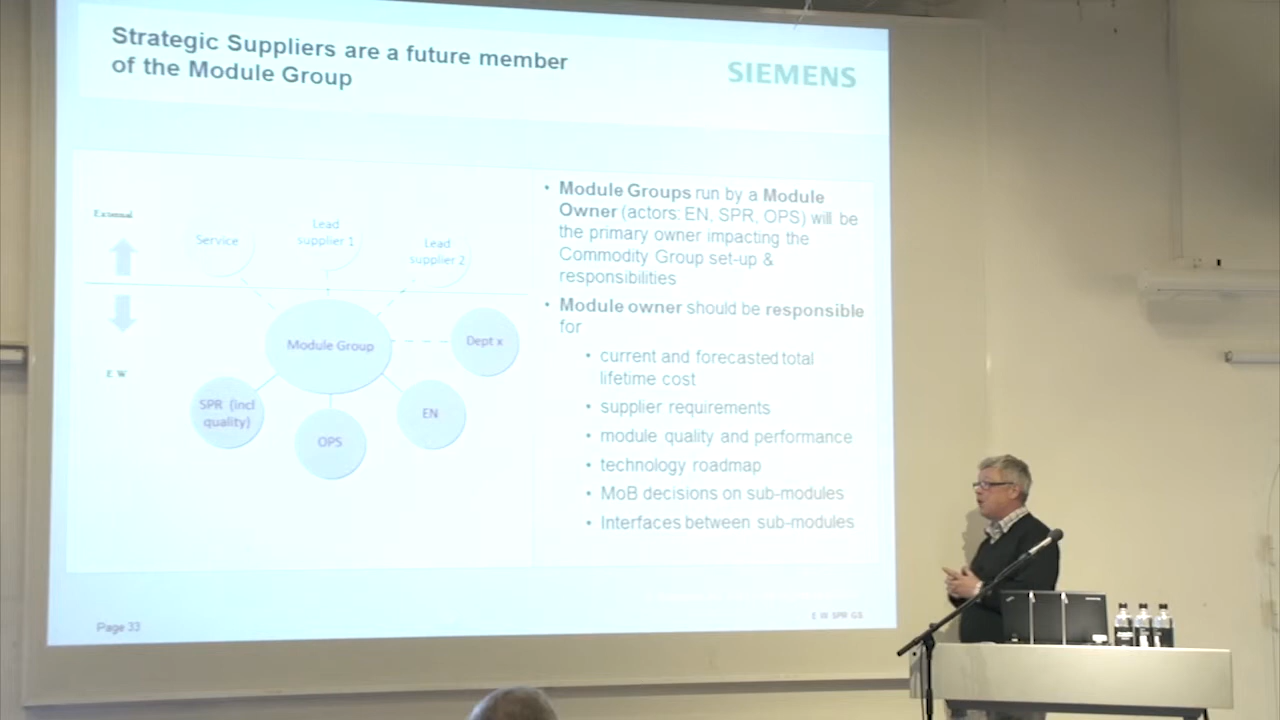 Strategic Suppliers are a future member
of the Module Group
SIEMENS
External
Service
Lead
supplier 1
Lead
supplier 2
Module Group
Dept x
E W
SPR (incl
quality)
OPS
EN
• Module Groups run by a Module
Owner (actors: EN, SPR, OPS) will be
the primary owner impacting the
Commodity Group set-up &
responsibilities
• Module owner should be responsible
for
• current and forecasted total
lifetime cost
• supplier requirements
• module quality and performance
• technology roadmap
• MoB decisions on sub-modules
• Interfaces between sub-modules
Page 33
SPR GS